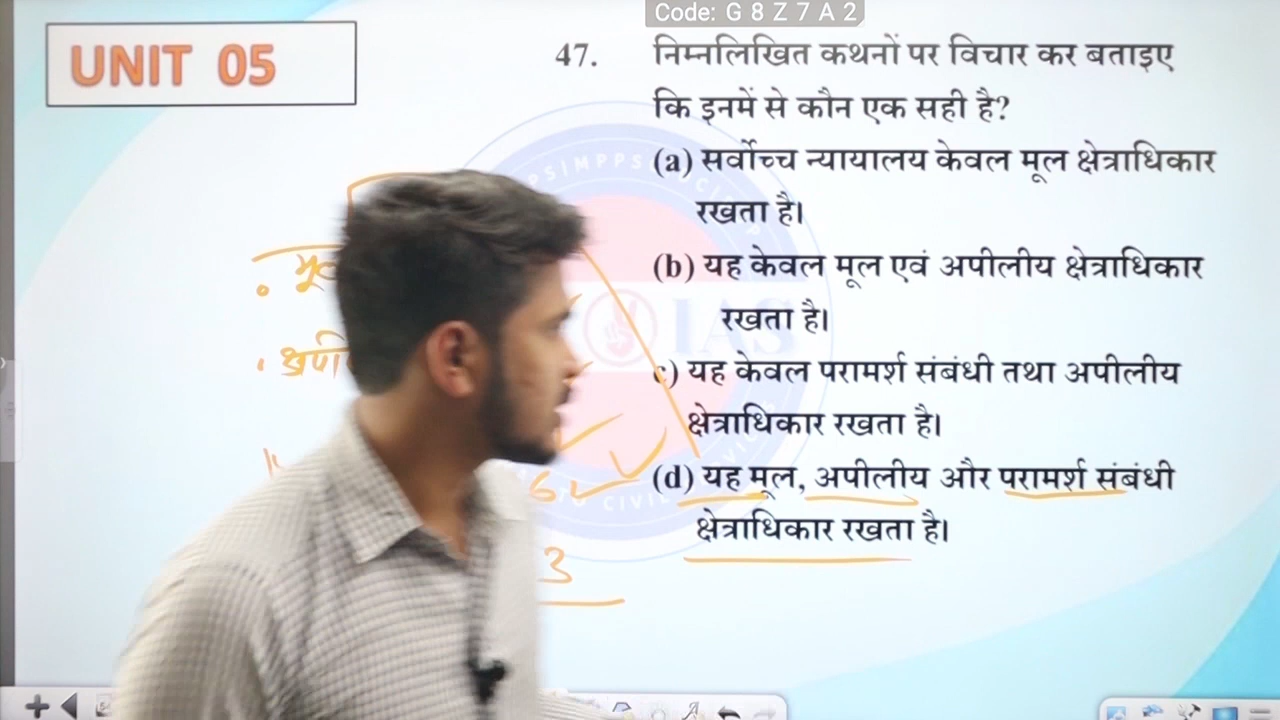 Code: G 8 Z 7 A 2
UNIT 05
47. निम्नलिखित कथनों पर विचार कर बताइए
कि इनमें से कौन एक सही है?
(a) सर्वोच्च न्यायालय केवल मूल क्षेत्राधिकार
रखता है।
(b) यह केवल मूल एवं अपीलीय क्षेत्राधिकार
रखता है।
c) यह केवल परामर्श संबंधी तथा अपीलीय
क्षेत्राधिकार रखता है।
(d) यह मूल, अपीलीय और परामर्श संबंधी
क्षेत्राधिकार रखता है।
IAS
3